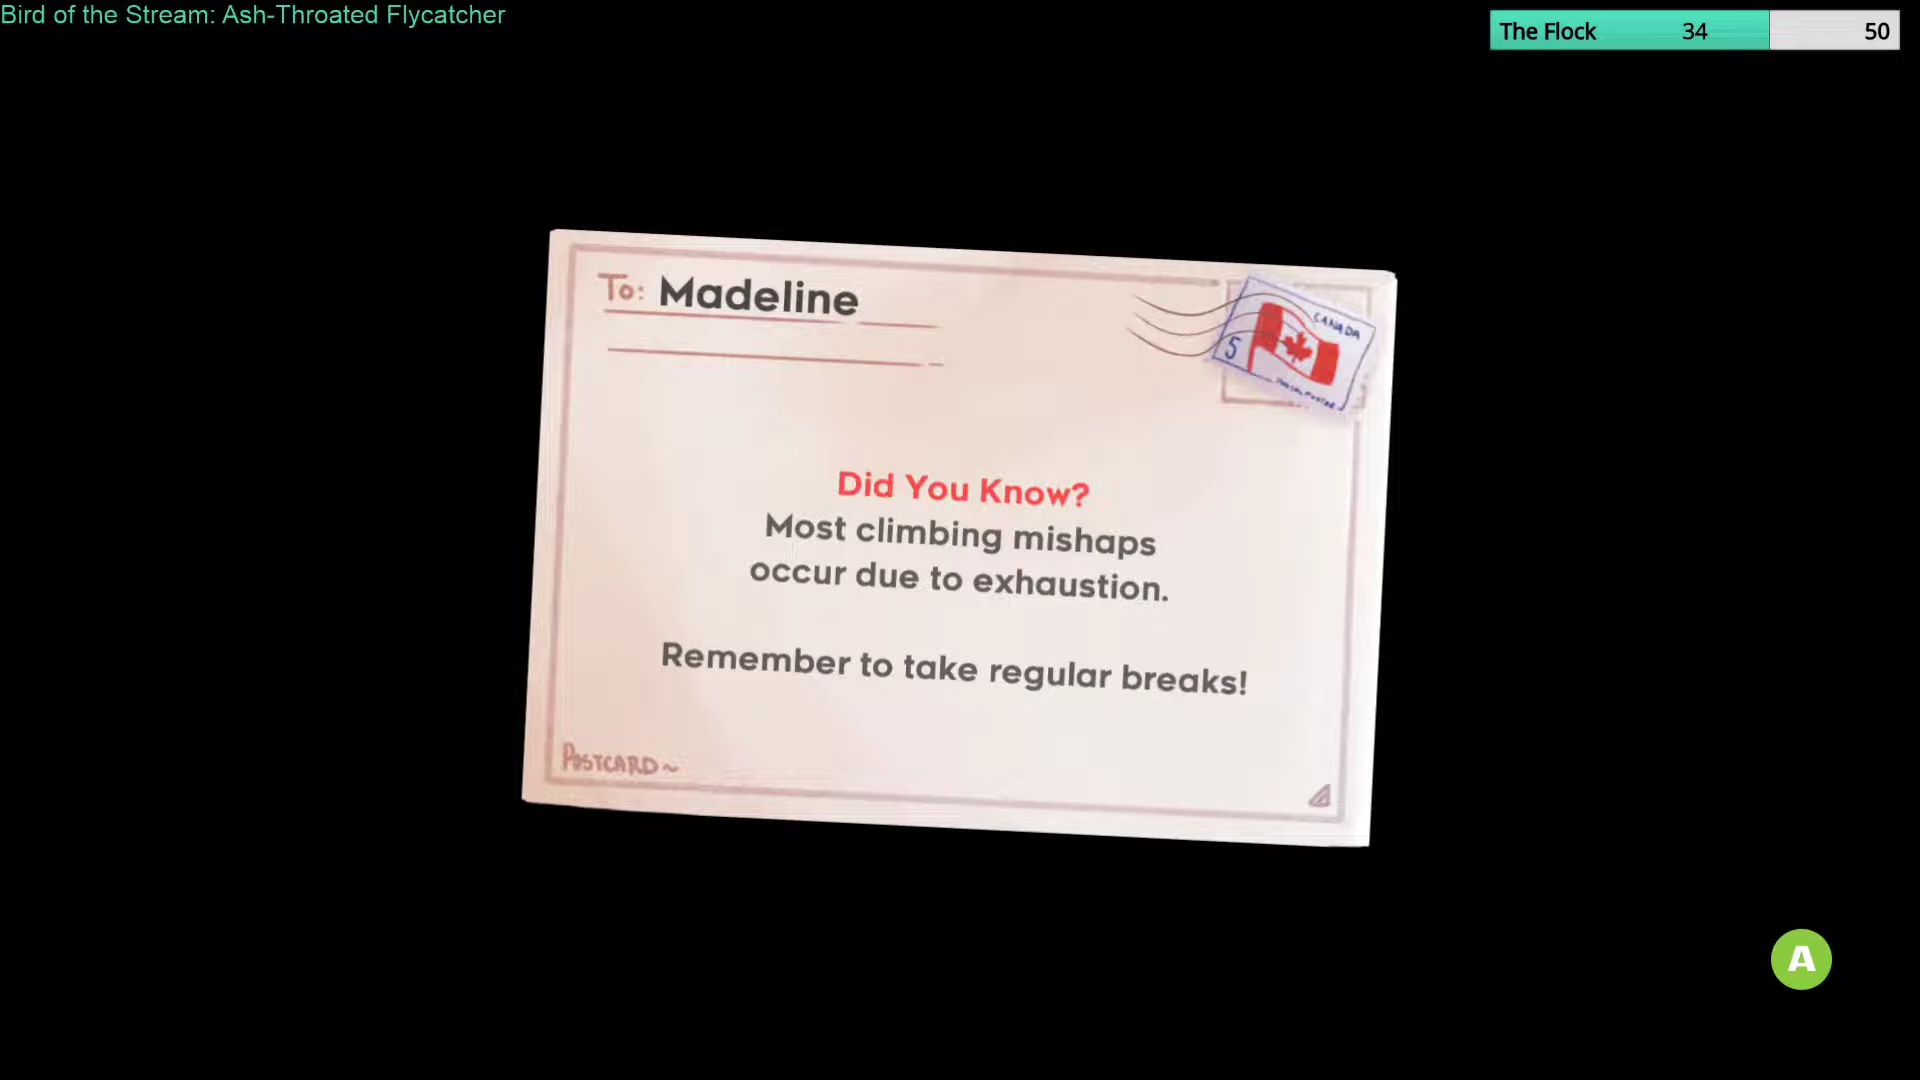 Bird of the Stream: Ash-Throated Flycatcher
The Flock 34 50
To: Madeline
CANADA
5
Did You Know?
Most climbing mishaps
occur due to exhaustion.
Remember to take regular breaks!
POSTCARD~
A